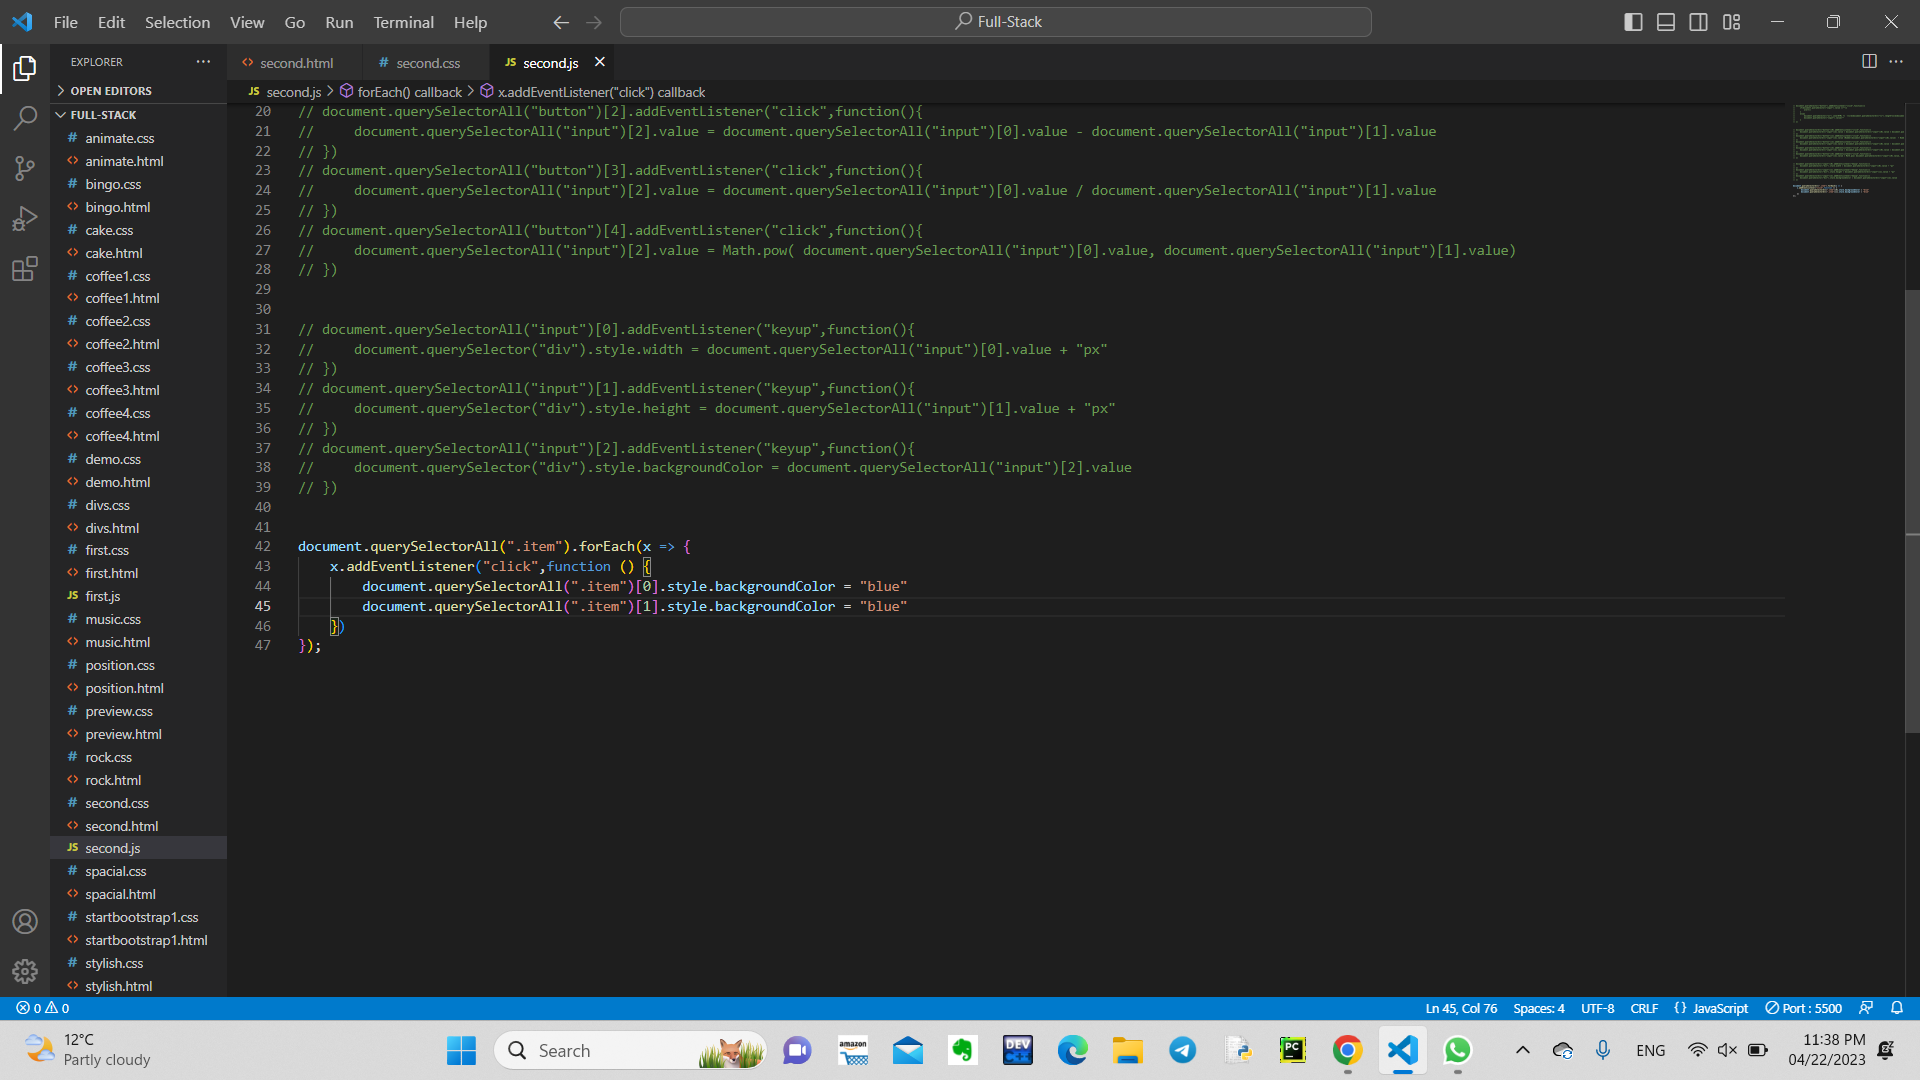 File Edit Selection View Go Run Terminal Help
Full-Stack
EXPLORER
OPEN EDITORS
FULL-STACK
animate.css
animate.html
bingo.css
bingo.html
cake.css
cake.html
coffee1.css
coffee1.html
coffee2.css
coffee2.html
coffee3.css
coffee3.html
coffee4.css
coffee4.html
demo.css
demo.html
divs.css
divs.html
first.css
first.html
JS first.js
music.css
music.html
position.css
position.html
preview.css
preview.html
rock.css
rock.html
second.css
second.html
JS second.js
spacial.css
spacial.html
startbootstrap1.css
startbootstrap1.html
stylish.css
stylish.html
second.html # second.css JS second.js
JS second.js > forEach() callback > x.addEventListener("click") callback
20 // document.querySelectorAll("button")[2].addEventListener("click",function(){
21 //     document.querySelectorAll("input")[2].value = document.querySelectorAll("input")[0].value - document.querySelectorAll("input")[1].value
22 // })
23 // document.querySelectorAll("button")[3].addEventListener("click",function(){
24 //     document.querySelectorAll("input")[2].value = document.querySelectorAll("input")[0].value / document.querySelectorAll("input")[1].value
25 // })
26 // document.querySelectorAll("button")[4].addEventListener("click",function(){
27 //     document.querySelectorAll("input")[2].value = Math.pow( document.querySelectorAll("input")[0].value, document.querySelectorAll("input")[1].value)
28 // })
29
30
31 // document.querySelectorAll("input")[0].addEventListener("keyup",function(){
32 //     document.querySelector("div").style.width = document.querySelectorAll("input")[0].value + "px"
33 // })
34 // document.querySelectorAll("input")[1].addEventListener("keyup",function(){
35 //     document.querySelector("div").style.height = document.querySelectorAll("input")[1].value + "px"
36 // })
37 // document.querySelectorAll("input")[2].addEventListener("keyup",function(){
38 //     document.querySelector("div").style.backgroundColor = document.querySelectorAll("input")[2].value
39 // })
40
41
42 document.querySelectorAll(".item").forEach(x => {
43     x.addEventListener("click",function () {
44         document.querySelectorAll(".item")[0].style.backgroundColor = "blue"
45         document.querySelectorAll(".item")[1].style.backgroundColor = "blue"
46     })
47 });
0 0 Ln 45, Col 76 Spaces: 4 UTF-8 CRLF {} JavaScript Port : 5500
12°C
Partly cloudy
Search
amazon
DEV C++
PC
ENG
11:38 PM
04/22/2023